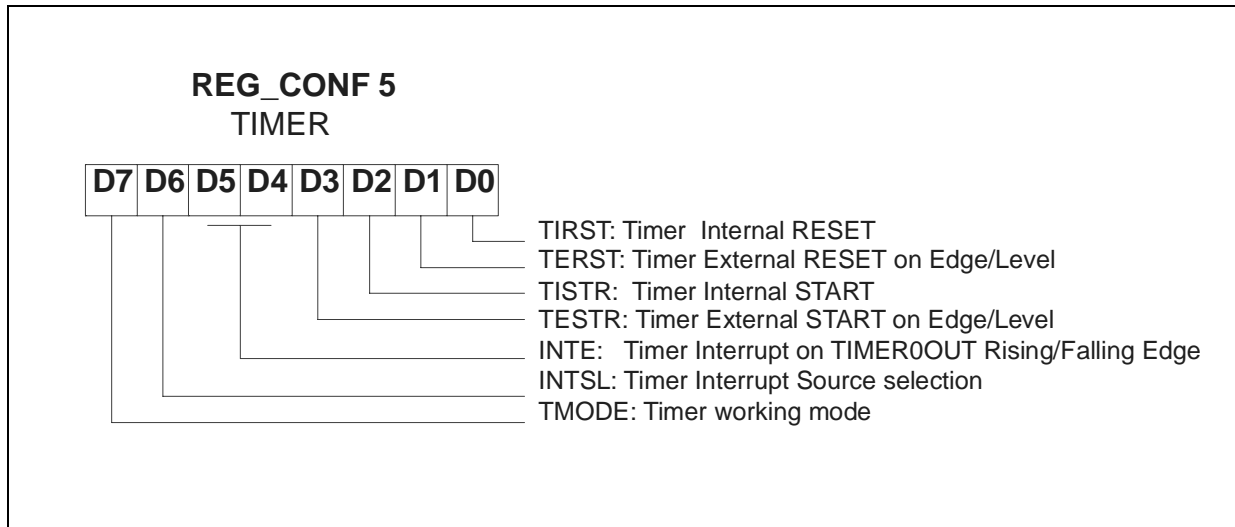 REG_CONF 5
TIMER
D7 D6 D5 D4 D3 D2 D1 D0
TIRST: Timer Internal RESET
TERST: Timer External RESET on Edge/Level
TISTR: Timer Internal START
TESTR: Timer External START on Edge/Level
INTE: Timer Interrupt on TIMER0OUT Rising/Falling Edge
INTSL: Timer Interrupt Source selection
TMODE: Timer working mode